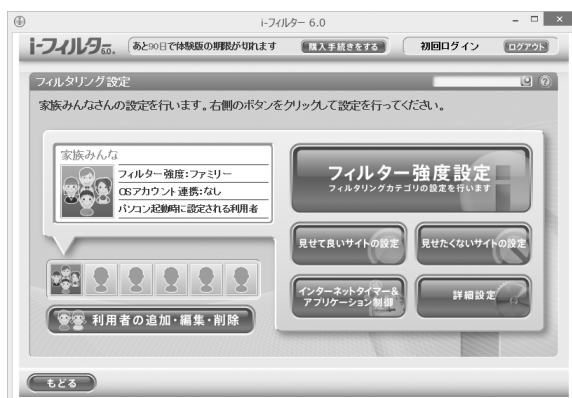 i-フィルター 6.0
i-フィルター6.0. あと90日で体験版の期限が切れます 購入手続きをする 初回ログイン ログアウト
フィルタリング設定
家族みんなさんの設定を行います。右側のボタンをクリックして設定を行ってください。
家族みんな
フィルター強度:ファミリー
OSアカウント連携:なし
パソコン起動時に設定される利用者
フィルター強度設定
フィルタリングカテゴリの設定を行います
見せて良いサイトの設定 見せたくないサイトの設定
インターネットタイマー&
アプリケーション制御
詳細設定
利用者の追加・編集・削除
もどる